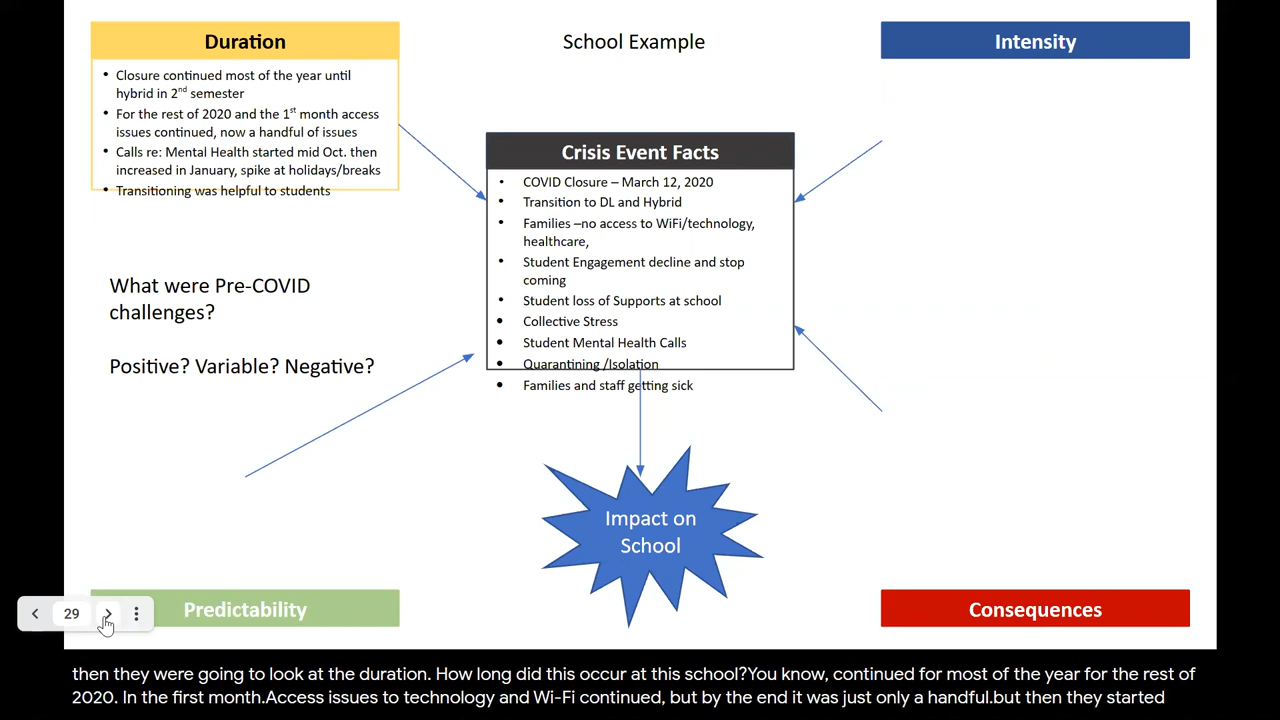 School Example
Duration
• Closure continued most of the year until
hybrid in 2nd semester
• For the rest of 2020 and the 1st month access
issues continued, now a handful of issues
• Calls re: Mental Health started mid Oct. then
increased in January, spike at holidays/breaks
• Transitioning was helpful to students
Intensity
Crisis Event Facts
• COVID Closure – March 12, 2020
• Transition to DL and Hybrid
• Families –no access to WiFi/technology,
healthcare,
• Student Engagement decline and stop
coming
• Student loss of Supports at school
• Collective Stress
• Student Mental Health Calls
• Quarantining /Isolation
• Families and staff getting sick
What were Pre-COVID
challenges?
Positive? Variable? Negative?
Impact on
School
29
Predictability
Consequences
then they were going to look at the duration. How long did this occur at this school?You know, continued for most of the year for the rest of
2020. In the first month.Access issues to technology and Wi-Fi continued, but by the end it was just only a handful.but then they started